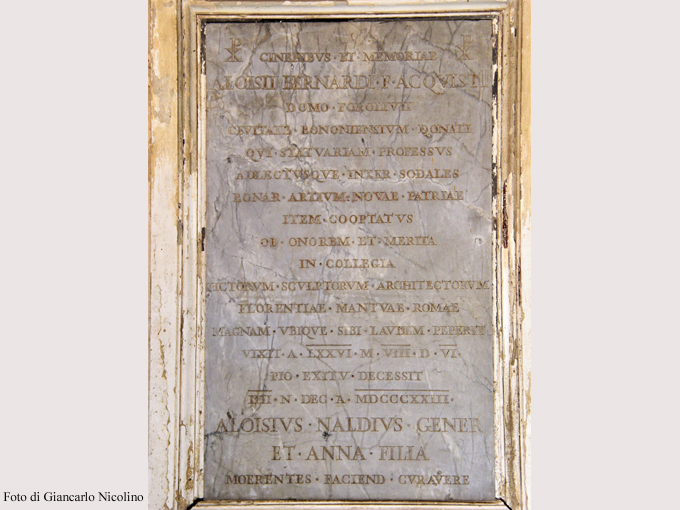 CINERIBVS · ET · MEMORIAE
ALOISII BERNARDI · F · ACQVISTI
DOMO · FOROLIVII
CIVITATE · BONONIENSIVM · DONATI
QVI · STATVARIAM · PROFESSVS
ADLECTVSQVE · INTER · SODALES
BONAR · ARTIVM · NOVAE · PATRIAE
ITEM · COOPTATVS
OB · ONOREM · ET · MERITA
IN · COLLEGIA
PICTORVM · SCVLPTORVM · ARCHITECTORVM
FLORENTIAE · MANTVAE · ROMAE
MAGNAM · VBIQVE · SIBI · LAVDEM · PEPERIT
VIXIT · A · LXXVI · M · VIII · D · VI
PIO · EXITV · DECESSIT
N · DEC · A · MDCCCXXIII ·
ALOISIVS · NALDIVS · GENER
ET · ANNA · FILIA
MOERENTES · FACIEND · CVRAVERE
Foto di Giancarlo Nicolino